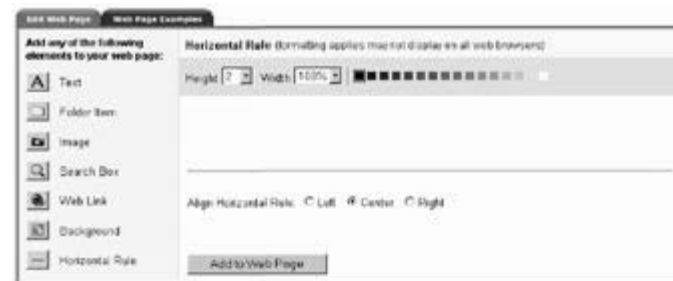 Add Web Page
Web Page Examples
Add any of the following
elements to your web page:
Text
Folder Item
Image
Search Box
Web Link
Background
Horizontal Rule
Horizontal Rule (formatting applies may not display on all web browsers)
Height 2 Width 100%
Align Horizontal Rule: Left Center Right
Add to Web Page